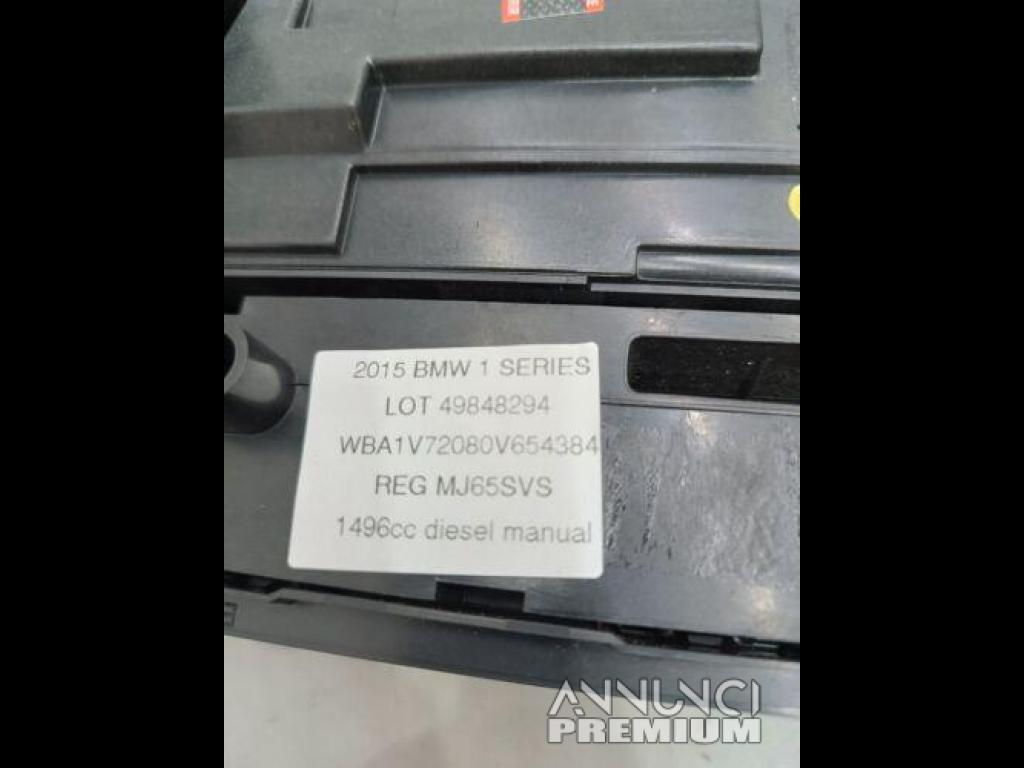 2015 BMW 1 SERIES
LOT 49848294
WBA1V72080V654384
REG MJ65SVS
1496cc diesel manual
ANNUNCI
PREMIUM